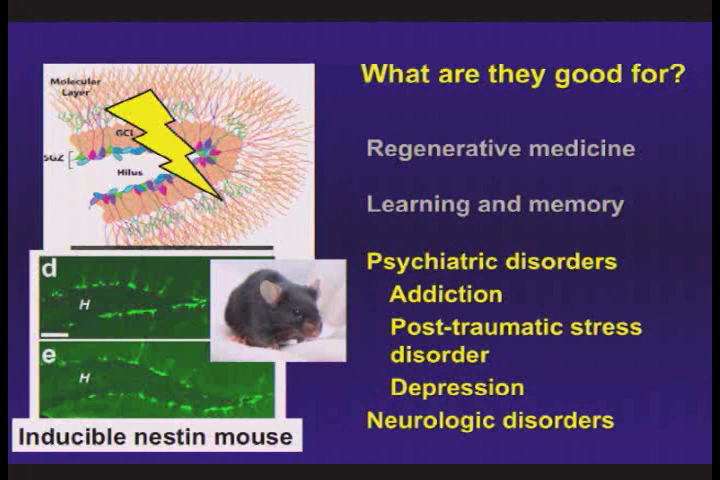 What are they good for?
Molecular
Layer
GCL
SGZ
Hilus
Regenerative medicine
Learning and memory
Psychiatric disorders
Addiction
Post-traumatic stress
disorder
Depression
Neurologic disorders
d
H
e
H
Inducible nestin mouse